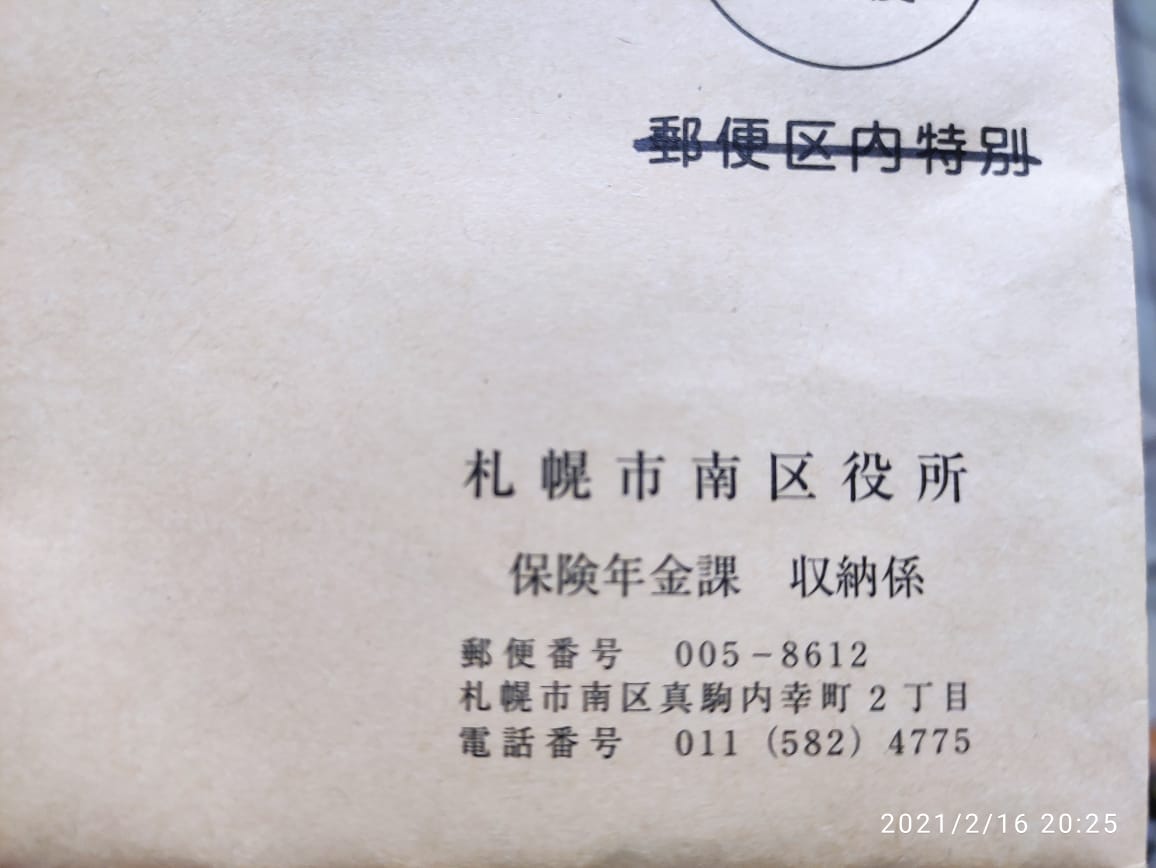 郵便区内特別
札幌市南区役所
保険年金課 収納係
郵便番号 005-8612
札幌市南区真駒内幸町2丁目
電話番号 011 (582) 4775
2021/2/16 20:25